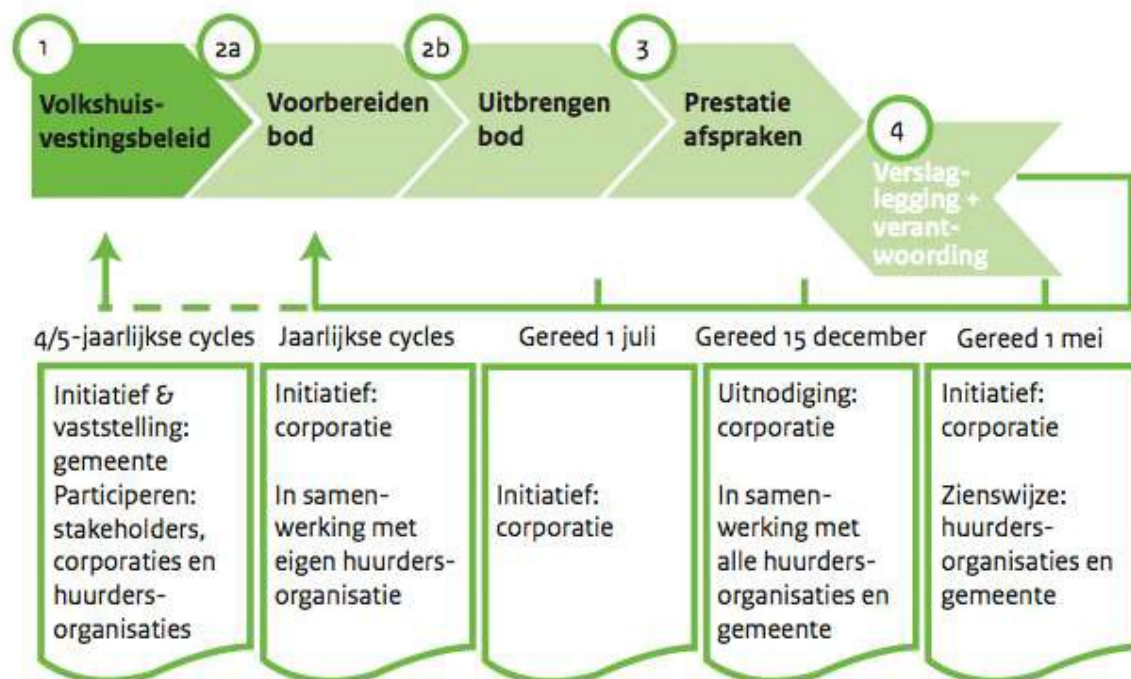 1
Volkshuis-
vestingsbeleid
2a
Voorbereiden
bod
2b
Uitbrengen
bod
3
Prestatie
afspraken
4
Verslag-
legging +
verant-
woording
4/5-jaarlijkse cycles
Initiatief &
vaststelling:
gemeente
Participeren:
stakeholders,
corporaties en
huurders-
organisaties
Jaarlijkse cycles
Initiatief:
corporatie
In samen-
werking met
eigen huurders-
organisatie
Gereed 1 juli
Initiatief:
corporatie
Gereed 15 december
Uitnodiging:
corporatie
In samen-
werking met
alle huurders-
organisaties en
gemeente
Gereed 1 mei
Initiatief:
corporatie
Zienswijze:
huurders-
organisaties en
gemeente